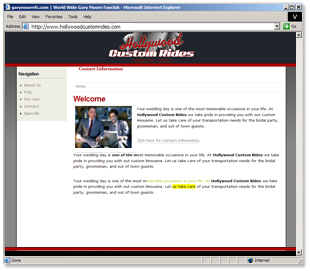 garymoorefc.com | World Wide Gary Moore Fanclub - Microsoft Internet Explorer
File Edit View Favorites Tools Help
Address http://www.hollywoodcustomrides.com Go
Hollywood
Custom Rides
Navigation
About Us
FAQ
Our cars
Contact
Specials
Contact Information
Home
Welcome
Your wedding day is one of the most memorable occasions in your life. At
Hollywood Custom Rides we take pride in providing you with out custom
limousine. Let us take care of your transportation needs for the bridal
party, groomsman, and out of town guests.
Click here for contact information.
Your wedding day is one of the most memorable occasions in your life. At Hollywood Custom Rides we take
pride in providing you with out custom limousine. Let us take care of your transportation needs for the bridal
party, groomsman, and out of town guests.
Your wedding day is one of the most memorable occasions in your life. At Hollywood Custom Rides we take
pride in providing you with out custom limousine. Let us take care of your transportation needs for the bridal
party, groomsman, and out of town guests.
Done Internet